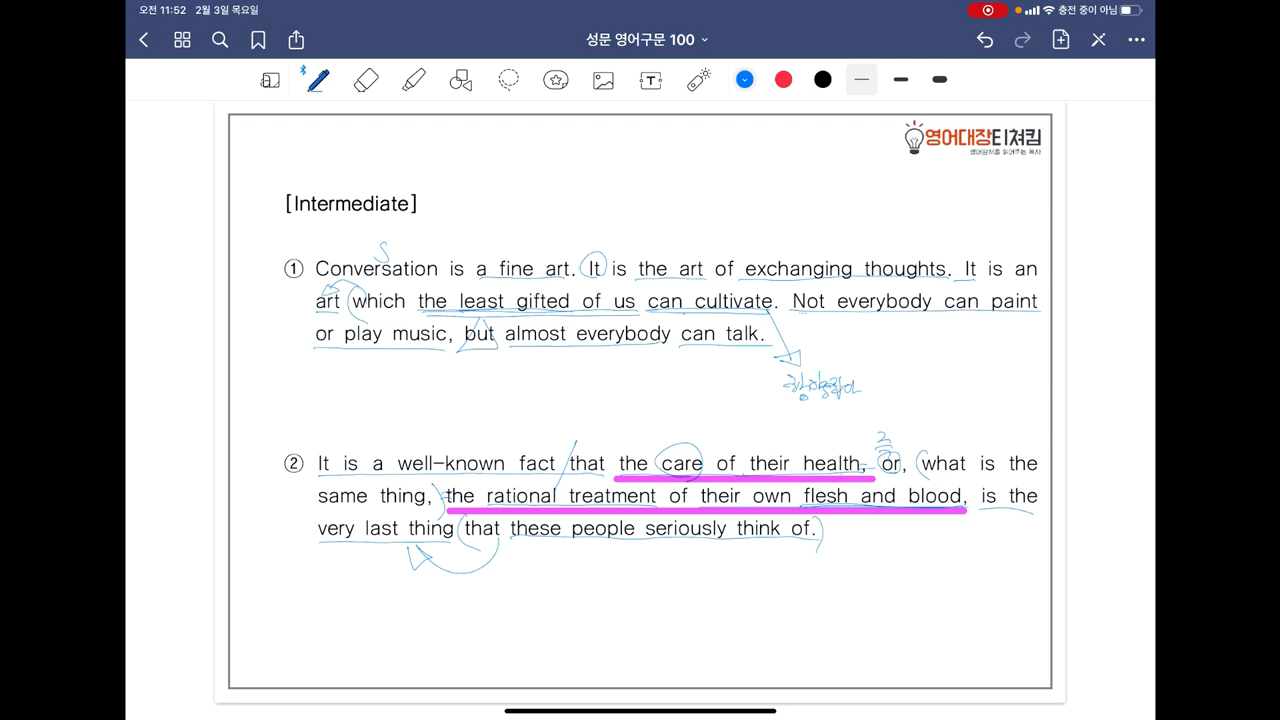 오전 11:52 2월 3일 목요일
충전 중이 아님
성문 영어구문 100
영어대장티쳐킴
[Intermediate]
S
① Conversation is a fine art. It is the art of exchanging thoughts. It is an
art which the least gifted of us can cultivate. Not everybody can paint
or play music, but almost everybody can talk.
② It is a well-known fact that the care of their health, or, what is the
same thing, the rational treatment of their own flesh and blood, is the
very last thing that these people seriously think of.